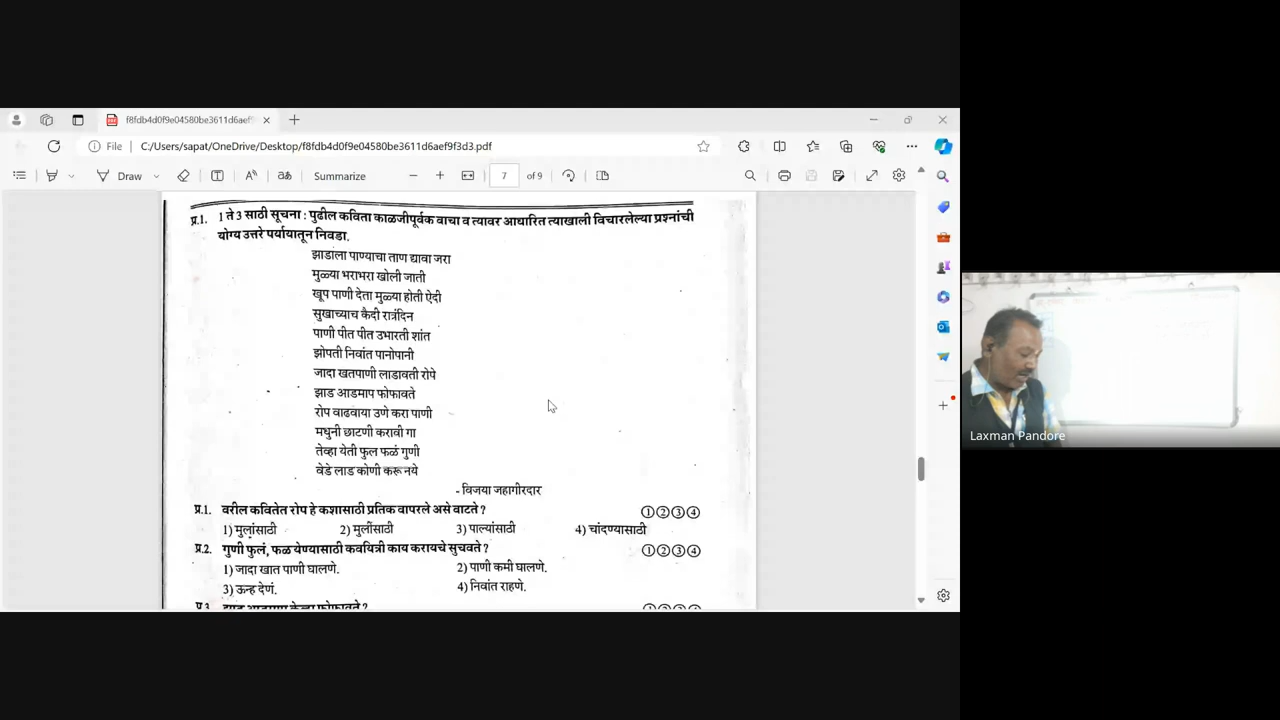 f8fdb4d0f9e04580be3611d6aef9
File
C:/Users/sapat/OneDrive/Desktop/f8fdb4d0f9e04580be3611d6aef9f3d3.pdf
Draw
Summarize
7
of 9
प्र.1. 1 ते 3 साठी सूचना : पुढील कविता काळजीपूर्वक वाचा व त्यावर आधारित त्याखाली विचारलेल्या प्रश्नांची
योग्य उत्तरे पर्यायातून निवडा.
झाडाला पाण्याचा ताण द्यावा जरा
मुळ्या भराभरा खोली जाती
खूप पाणी देता मुळ्या होती ऐदी
सुखाच्याच कैदी रात्रंदिन
पाणी पीत पीत उभारती शांत
झोपती निवांत पानोपानी
जादा खतपाणी लाडावती रोपे
झाड आडमाप फोफावते
रोप वाढवाया उणे करा पाणी
मधुनी छाटणी करावी गा
तेव्हा येती फुल फळं गुणी
वेडे लाड कोणी करू नये
- विजया जहागीरदार
प्र.1. वरील कवितेत रोप हे कशासाठी प्रतिक वापरले असे वाटते ? ①②③④
1) मुलांसाठी 2) मुलींसाठी 3) पाल्यांसाठी 4) चांदण्यासाठी
प्र.2. गुणी फुलं, फळ येण्यासाठी कवयित्री काय करायचे सुचवते ? ①②③④
1) जादा खात पाणी घालणे. 2) पाणी कमी घालणे.
3) ऊन्ह देणं. 4) निवांत राहणे.
Laxman Pandore